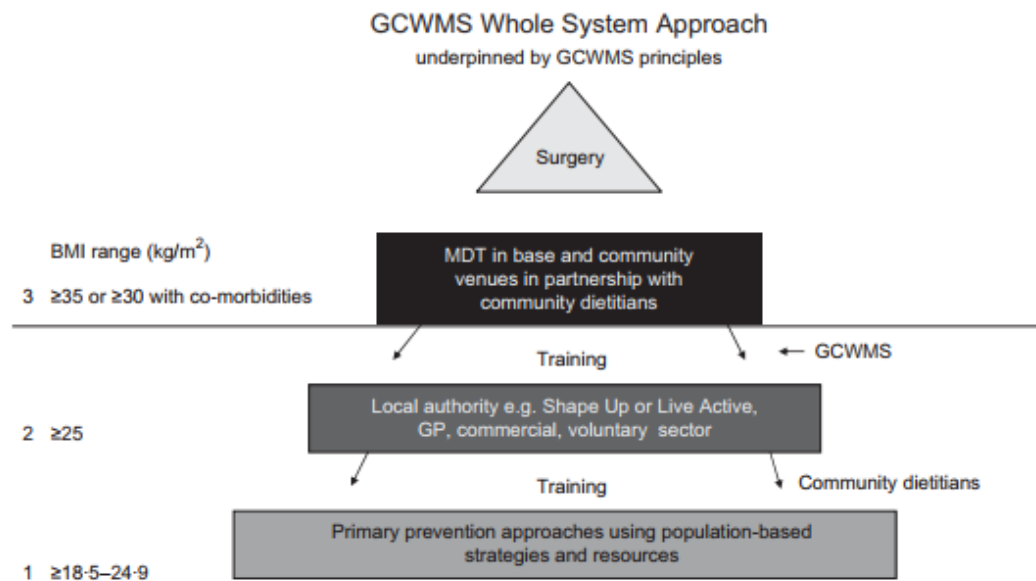 GCWMS Whole System Approach
underpinned by GCWMS principles
Surgery
BMI range (kg/m²)
MDT in base and community
venues in partnership with
community dietitians
3 ≥35 or ≥30 with co-morbidities
Training
GCWMS
Local authority e.g. Shape Up or Live Active,
GP, commercial, voluntary sector
2 ≥25
Training
Community dietitians
Primary prevention approaches using population-based
strategies and resources
1 ≥18·5–24·9